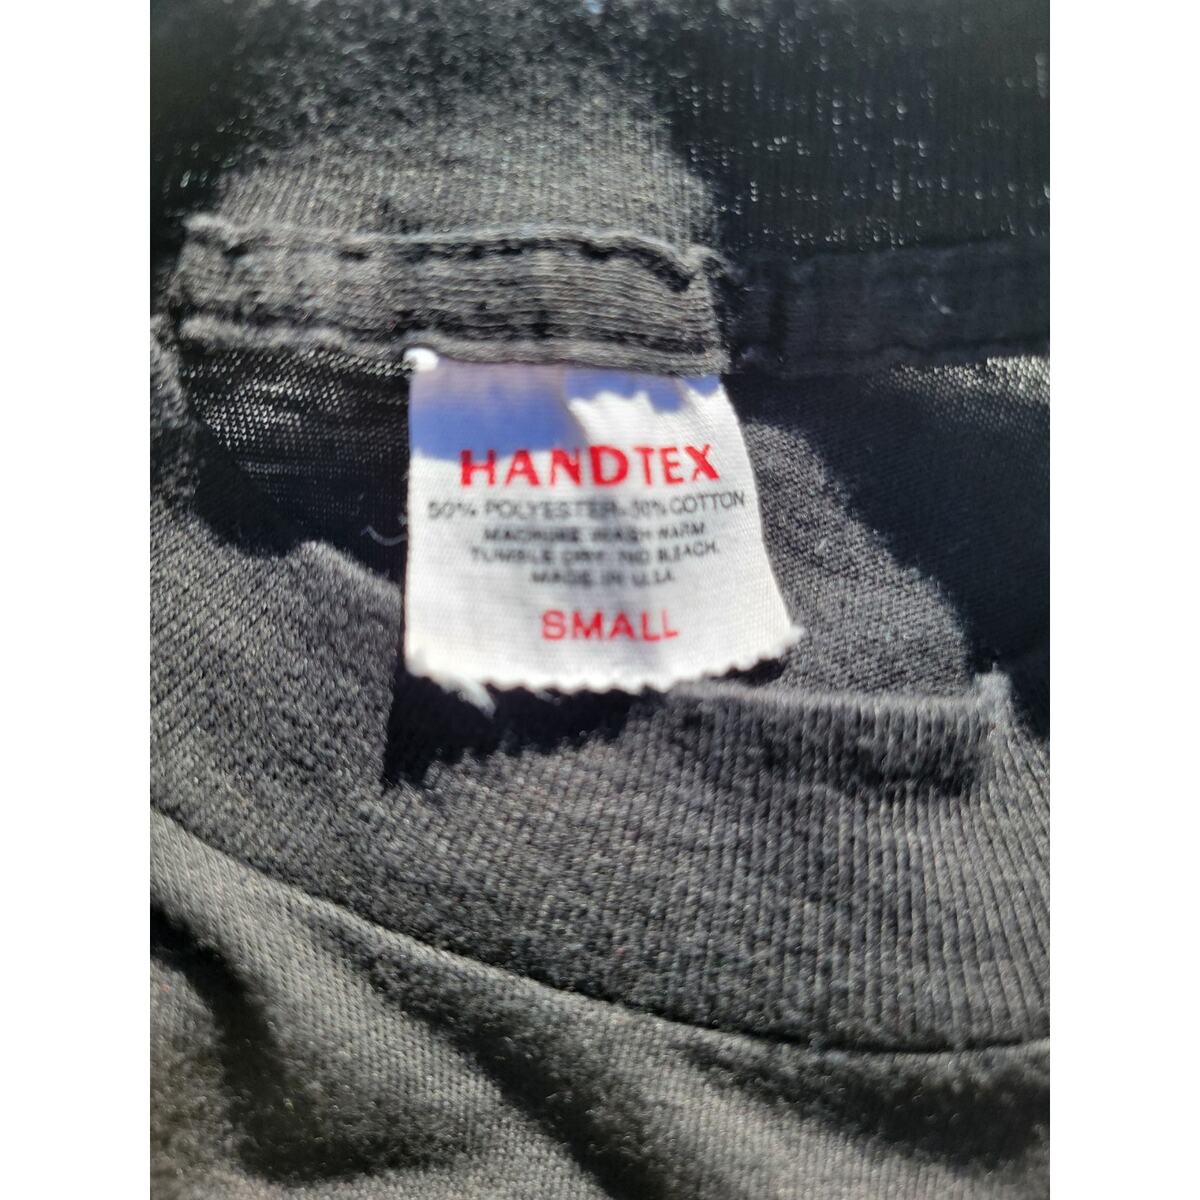 HANDTEX
50% POLYESTER-50% COTTON
MACHINE WASH WARM
TUMBLE DRY. NO BLEACH.
MADE IN U.S.A.
SMALL